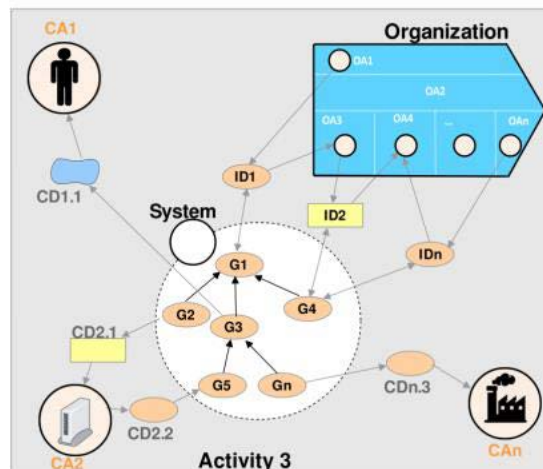 CA1
Organization
OA1
OA2
OA3
OA4
...
OAn
CD1.1
ID1
System
ID2
IDn
G1
G2
G3
G4
CD2.1
G5
Gn
CDn.3
CD2.2
CA2
Activity 3
CAn